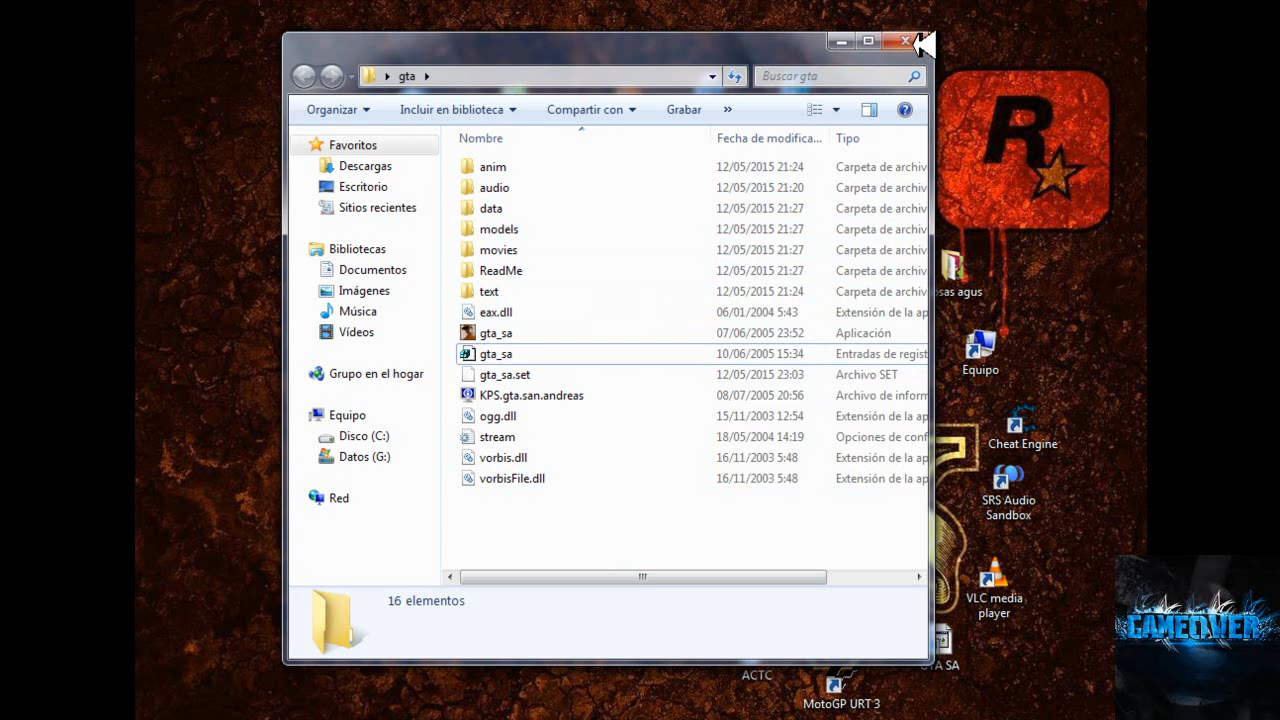 gta
Buscar gta
Organizar
Incluir en biblioteca
Compartir con
Grabar
»
Nombre
Fecha de modifica...
Tipo
Favoritos
Descargas
Escritorio
Sitios recientes
Bibliotecas
Documentos
Imágenes
Música
Vídeos
Grupo en el hogar
Equipo
Disco (C:)
Datos (G:)
Red
anim 12/05/2015 21:24 Carpeta de archiv
audio 12/05/2015 21:20 Carpeta de archiv
data 12/05/2015 21:27 Carpeta de archiv
models 12/05/2015 21:27 Carpeta de archiv
movies 12/05/2015 21:27 Carpeta de archiv
ReadMe 12/05/2015 21:27 Carpeta de archiv
text 12/05/2015 21:24 Carpeta de archiv
eax.dll 06/01/2004 5:43 Extensión de la ap
gta_sa 07/06/2005 23:52 Aplicación
gta_sa 10/06/2005 15:34 Entradas de regist
gta_sa.set 12/05/2015 23:03 Archivo SET
KPS.gta.san.andreas 08/07/2005 20:56 Archivo de inform
ogg.dll 15/11/2003 12:54 Extensión de la ap
stream 18/05/2004 14:19 Opciones de conf
vorbis.dll 16/11/2003 5:48 Extensión de la ap
vorbisFile.dll 16/11/2003 5:48 Extensión de la ap
16 elementos
R
osas agus
Equipo
Cheat Engine
SRS Audio
Sandbox
VLC media
player
TA SA
ACTC
MotoGP URT 3
GAMEOVER